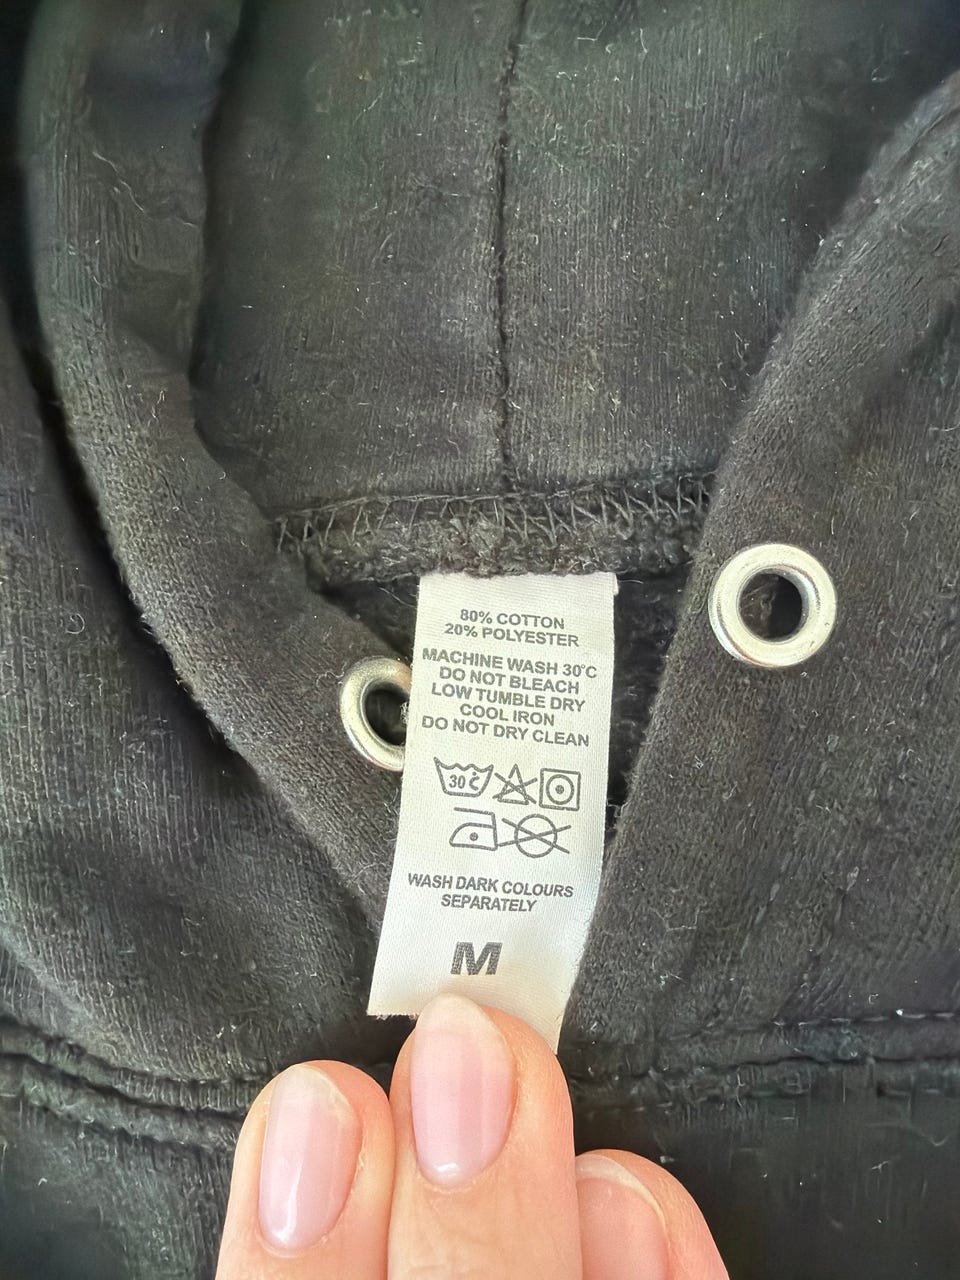 80% COTTON
20% POLYESTER
MACHINE WASH 30°C
DO NOT BLEACH
LOW TUMBLE DRY
COOL IRON
DO NOT DRY CLEAN
30°C
WASH DARK COLOURS
SEPARATELY
M